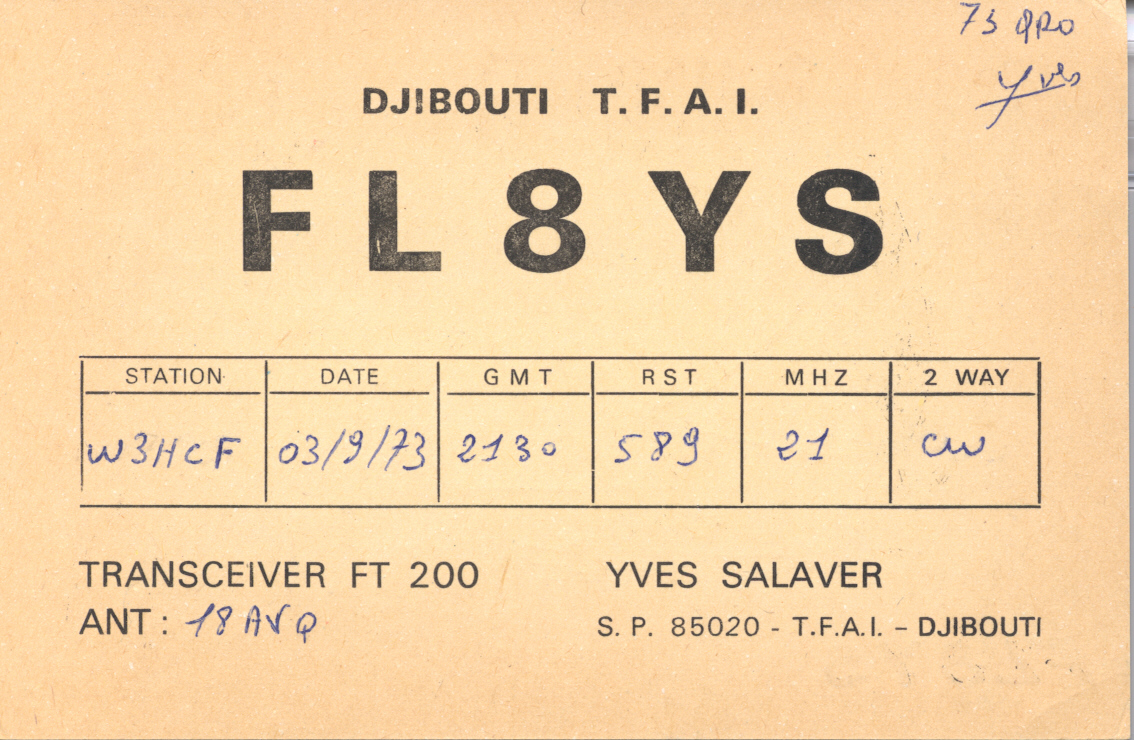 73 QRO
Yves
DJIBOUTI T.F.A.I.
FL8YS
STATION DATE GMT RST MHZ 2 WAY
W3HCF 03/9/73 2130 589 21 CW
TRANSCEIVER FT 200
ANT : 18 AVQ
YVES SALAVER
S. P. 85020 - T.F.A.I. - DJIBOUTI